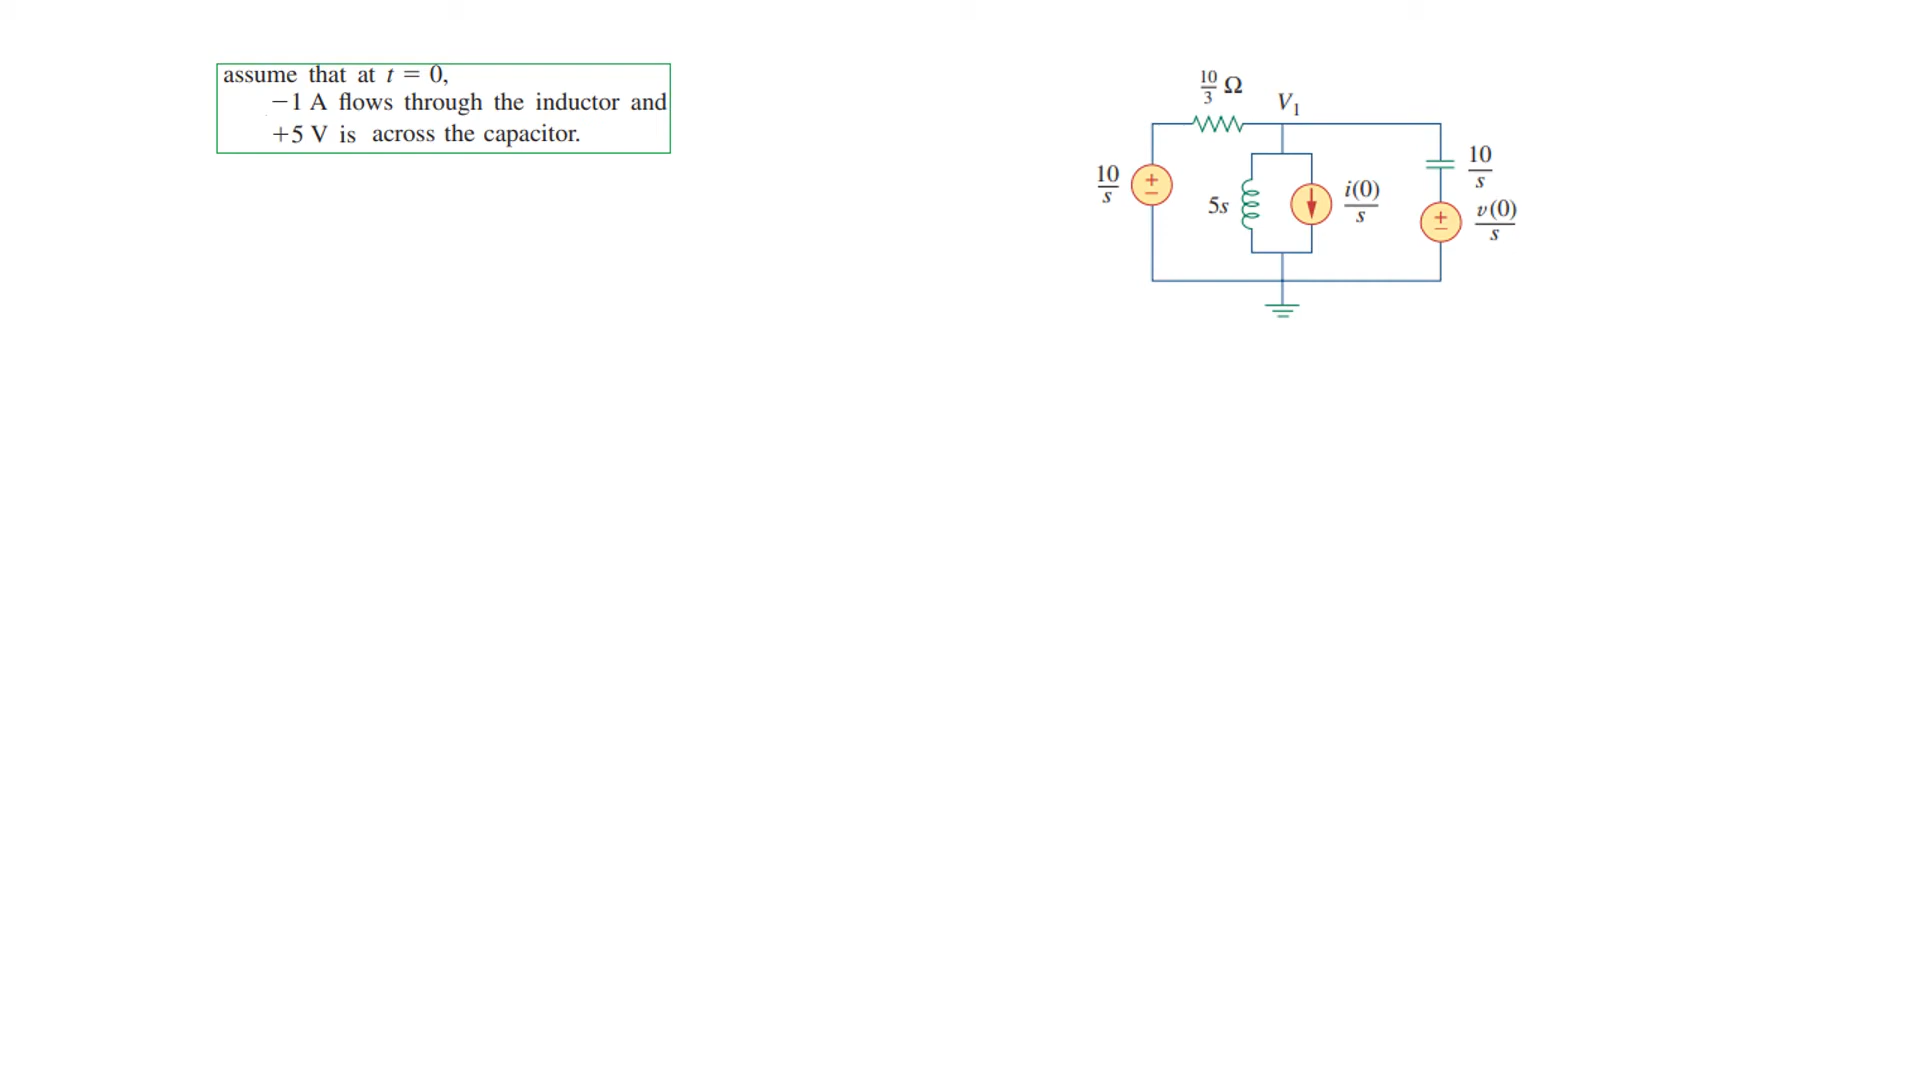 assume that at t = 0,
−1 A flows through the inductor and
+5 V is across the capacitor.
10/3 Ω
V1
10/s
5s
i(0)/s
10/s
v(0)/s